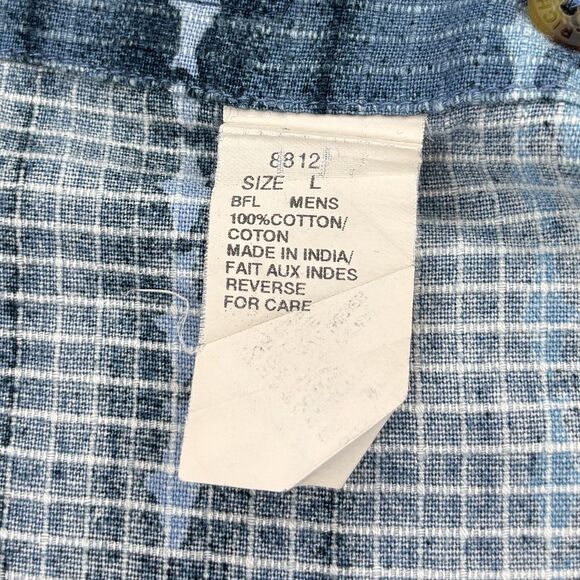 8812
SIZE L
BFL MENS
100%COTTON/
COTON
MADE IN INDIA/
FAIT AUX INDES
REVERSE
FOR CARE